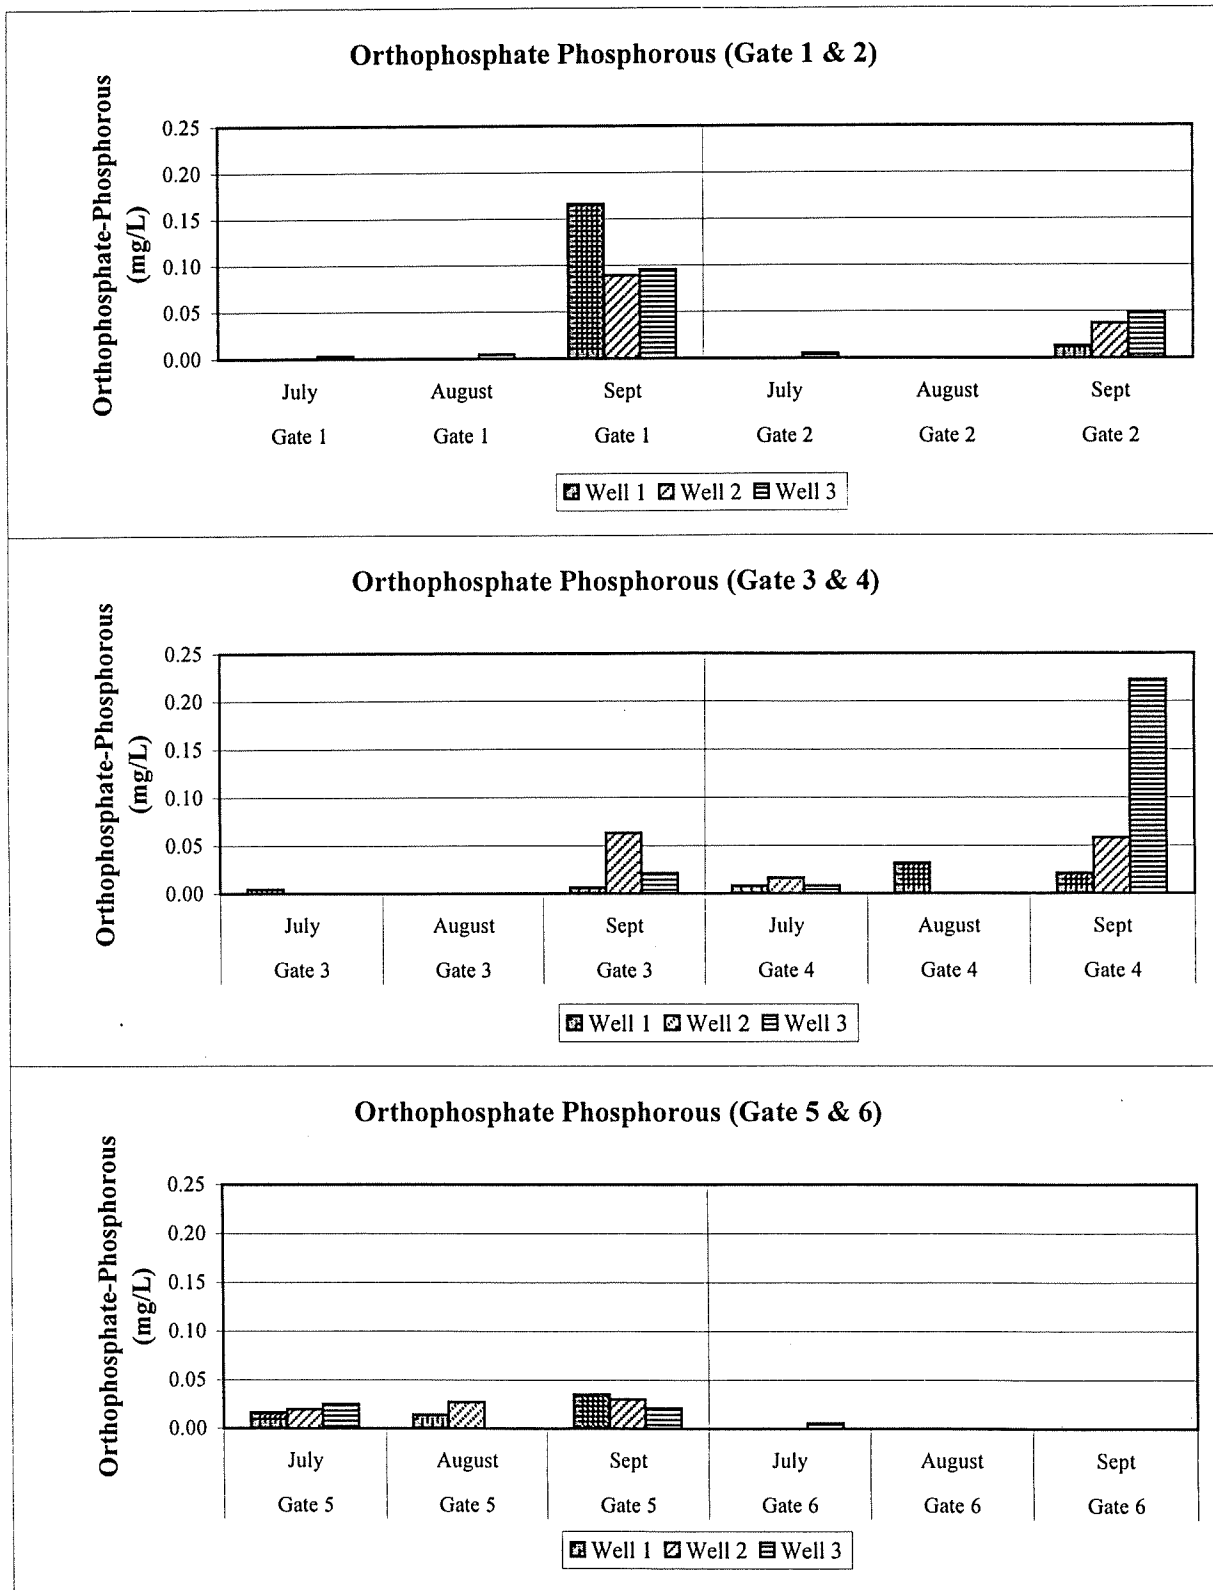 Orthophosphate Phosphorous (Gate 1 & 2)
Orthophosphate-Phosphorous
(mg/L)
0.25
0.20
0.15
0.10
0.05
0.00
July August Sept July August Sept
Gate 1 Gate 1 Gate 1 Gate 2 Gate 2 Gate 2
Well 1 Well 2 Well 3
Orthophosphate Phosphorous (Gate 3 & 4)
Orthophosphate-Phosphorous
(mg/L)
0.25
0.20
0.15
0.10
0.05
0.00
July August Sept July August Sept
Gate 3 Gate 3 Gate 3 Gate 4 Gate 4 Gate 4
Well 1 Well 2 Well 3
Orthophosphate Phosphorous (Gate 5 & 6)
Orthophosphate-Phosphorous
(mg/L)
0.25
0.20
0.15
0.10
0.05
0.00
July August Sept July August Sept
Gate 5 Gate 5 Gate 5 Gate 6 Gate 6 Gate 6
Well 1 Well 2 Well 3